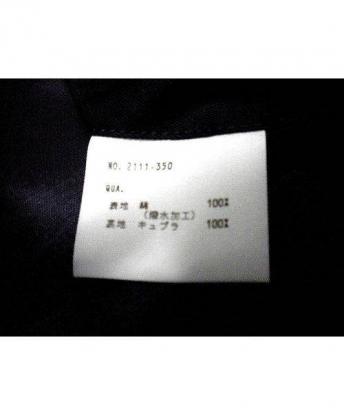 NO. 2111-350
QUA.
表地 綿 100%
(撥水加工)
裏地 キュプラ 100%